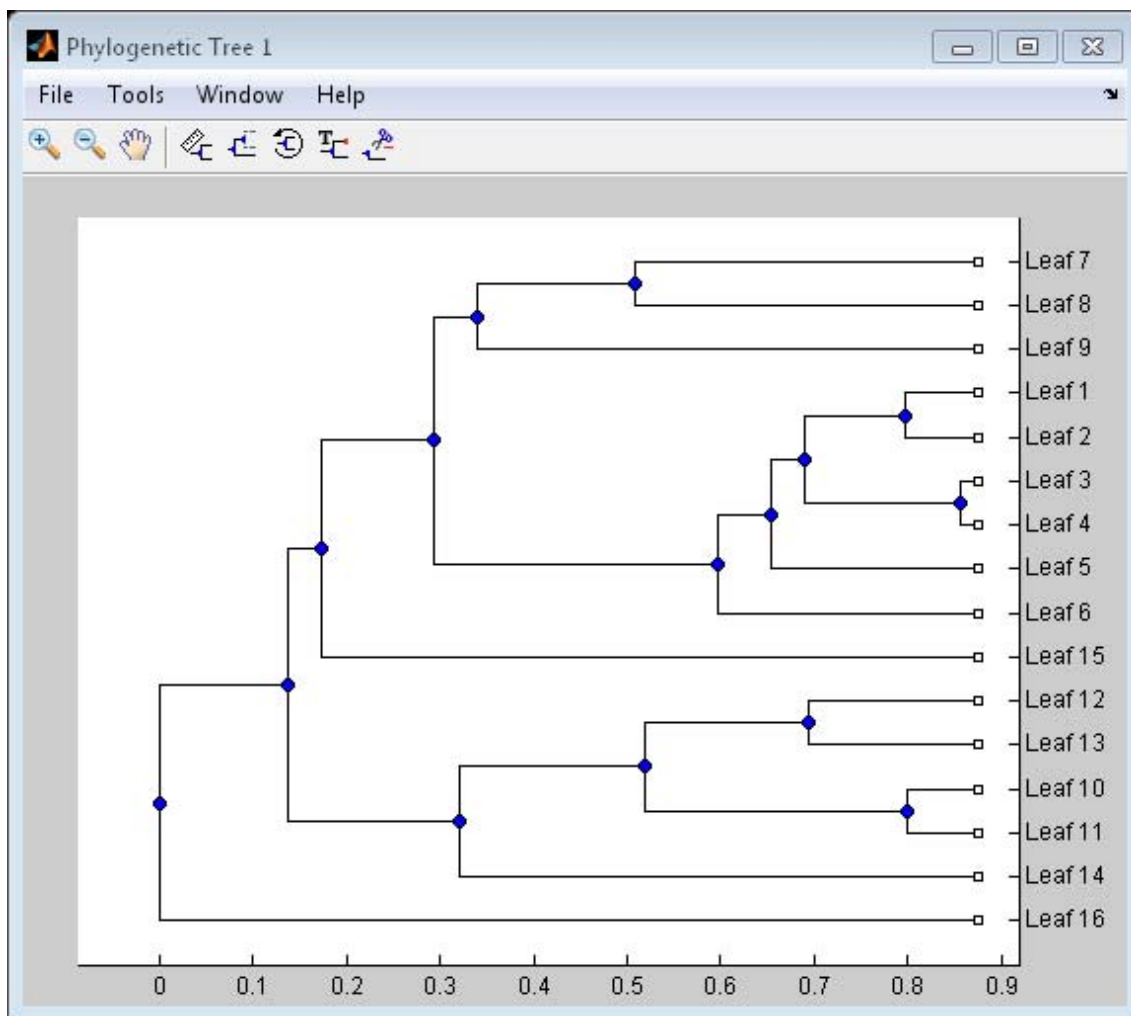 Phylogenetic Tree 1
File Tools Window Help
T
Leaf 7
Leaf 8
Leaf 9
Leaf 1
Leaf 2
Leaf 3
Leaf 4
Leaf 5
Leaf 6
Leaf 15
Leaf 12
Leaf 13
Leaf 10
Leaf 11
Leaf 14
Leaf 16
0 0.1 0.2 0.3 0.4 0.5 0.6 0.7 0.8 0.9